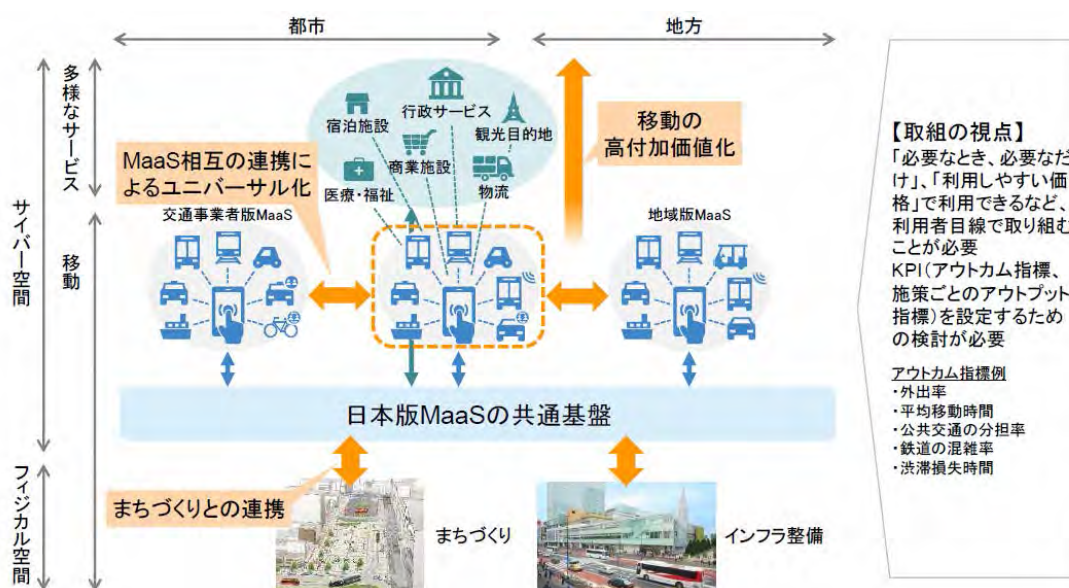 都市
地方
サイバー空間
フィジカル空間
多様なサービス
移動
宿泊施設
行政サービス
観光目的地
商業施設
医療・福祉
物流
移動の
高付加価値化
MaaS相互の連携に
よるユニバーサル化
交通事業者版MaaS
地域版MaaS
日本版MaaSの共通基盤
まちづくりとの連携
まちづくり
インフラ整備
【取組の視点】
「必要なとき、必要なだ
け」、「利用しやすい価
格」で利用できるなど、
利用者目線で取り組む
ことが必要
KPI(アウトカム指標、
施策ごとのアウトプット
指標)を設定するため
の検討が必要
アウトカム指標例
・外出率
・平均移動時間
・公共交通の分担率
・鉄道の混雑率
・渋滞損失時間